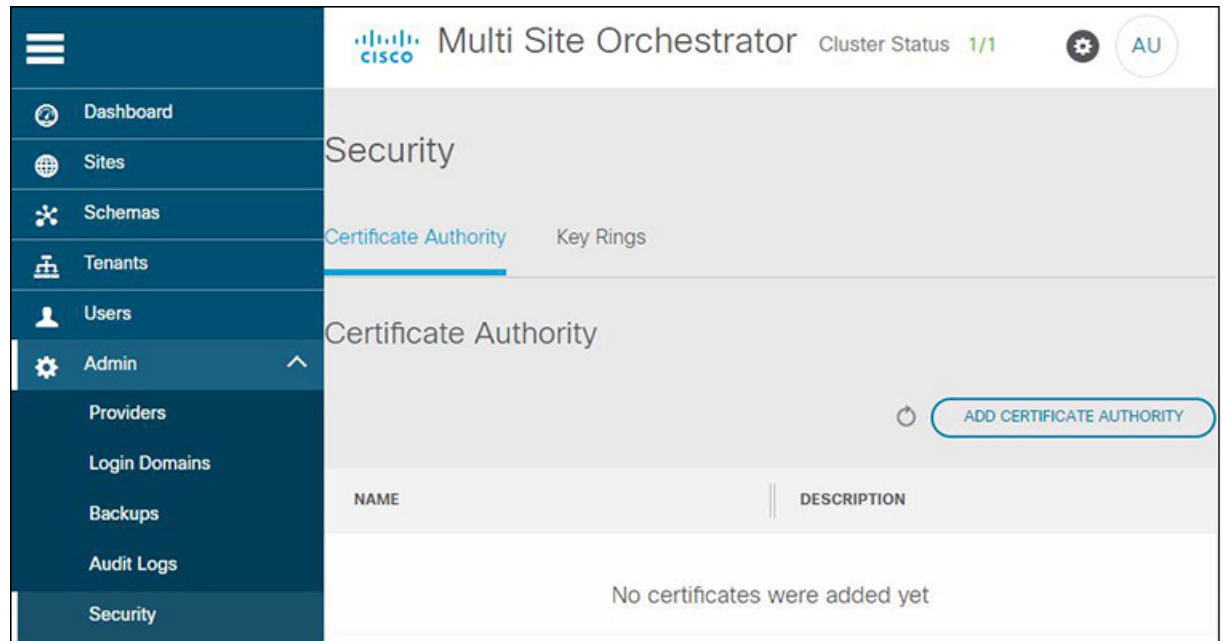 CISCO Multi Site Orchestrator Cluster Status 1/1 AU
Dashboard
Sites
Schemas
Tenants
Users
Admin
Providers
Login Domains
Backups
Audit Logs
Security
Security
Certificate Authority Key Rings
Certificate Authority
ADD CERTIFICATE AUTHORITY
NAME DESCRIPTION
No certificates were added yet